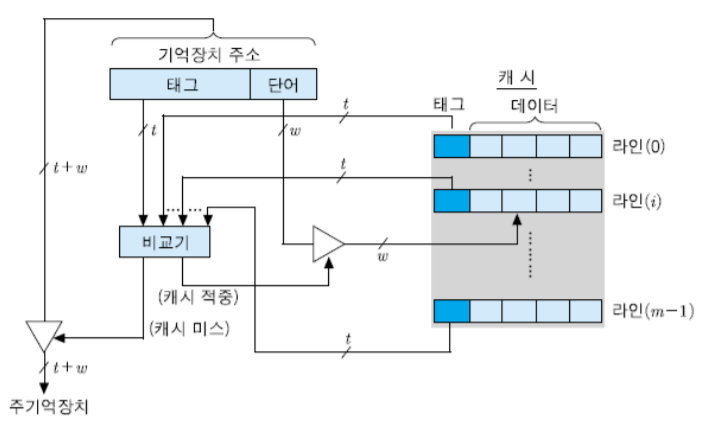 기억장치 주소
태그
단어
캐 시
태그
데이터
t
t
w
라인(0)
t+w
t
라인(i)
비교기
w
(캐시 적중)
(캐시 미스)
라인(m-1)
t
t+w
주기억장치